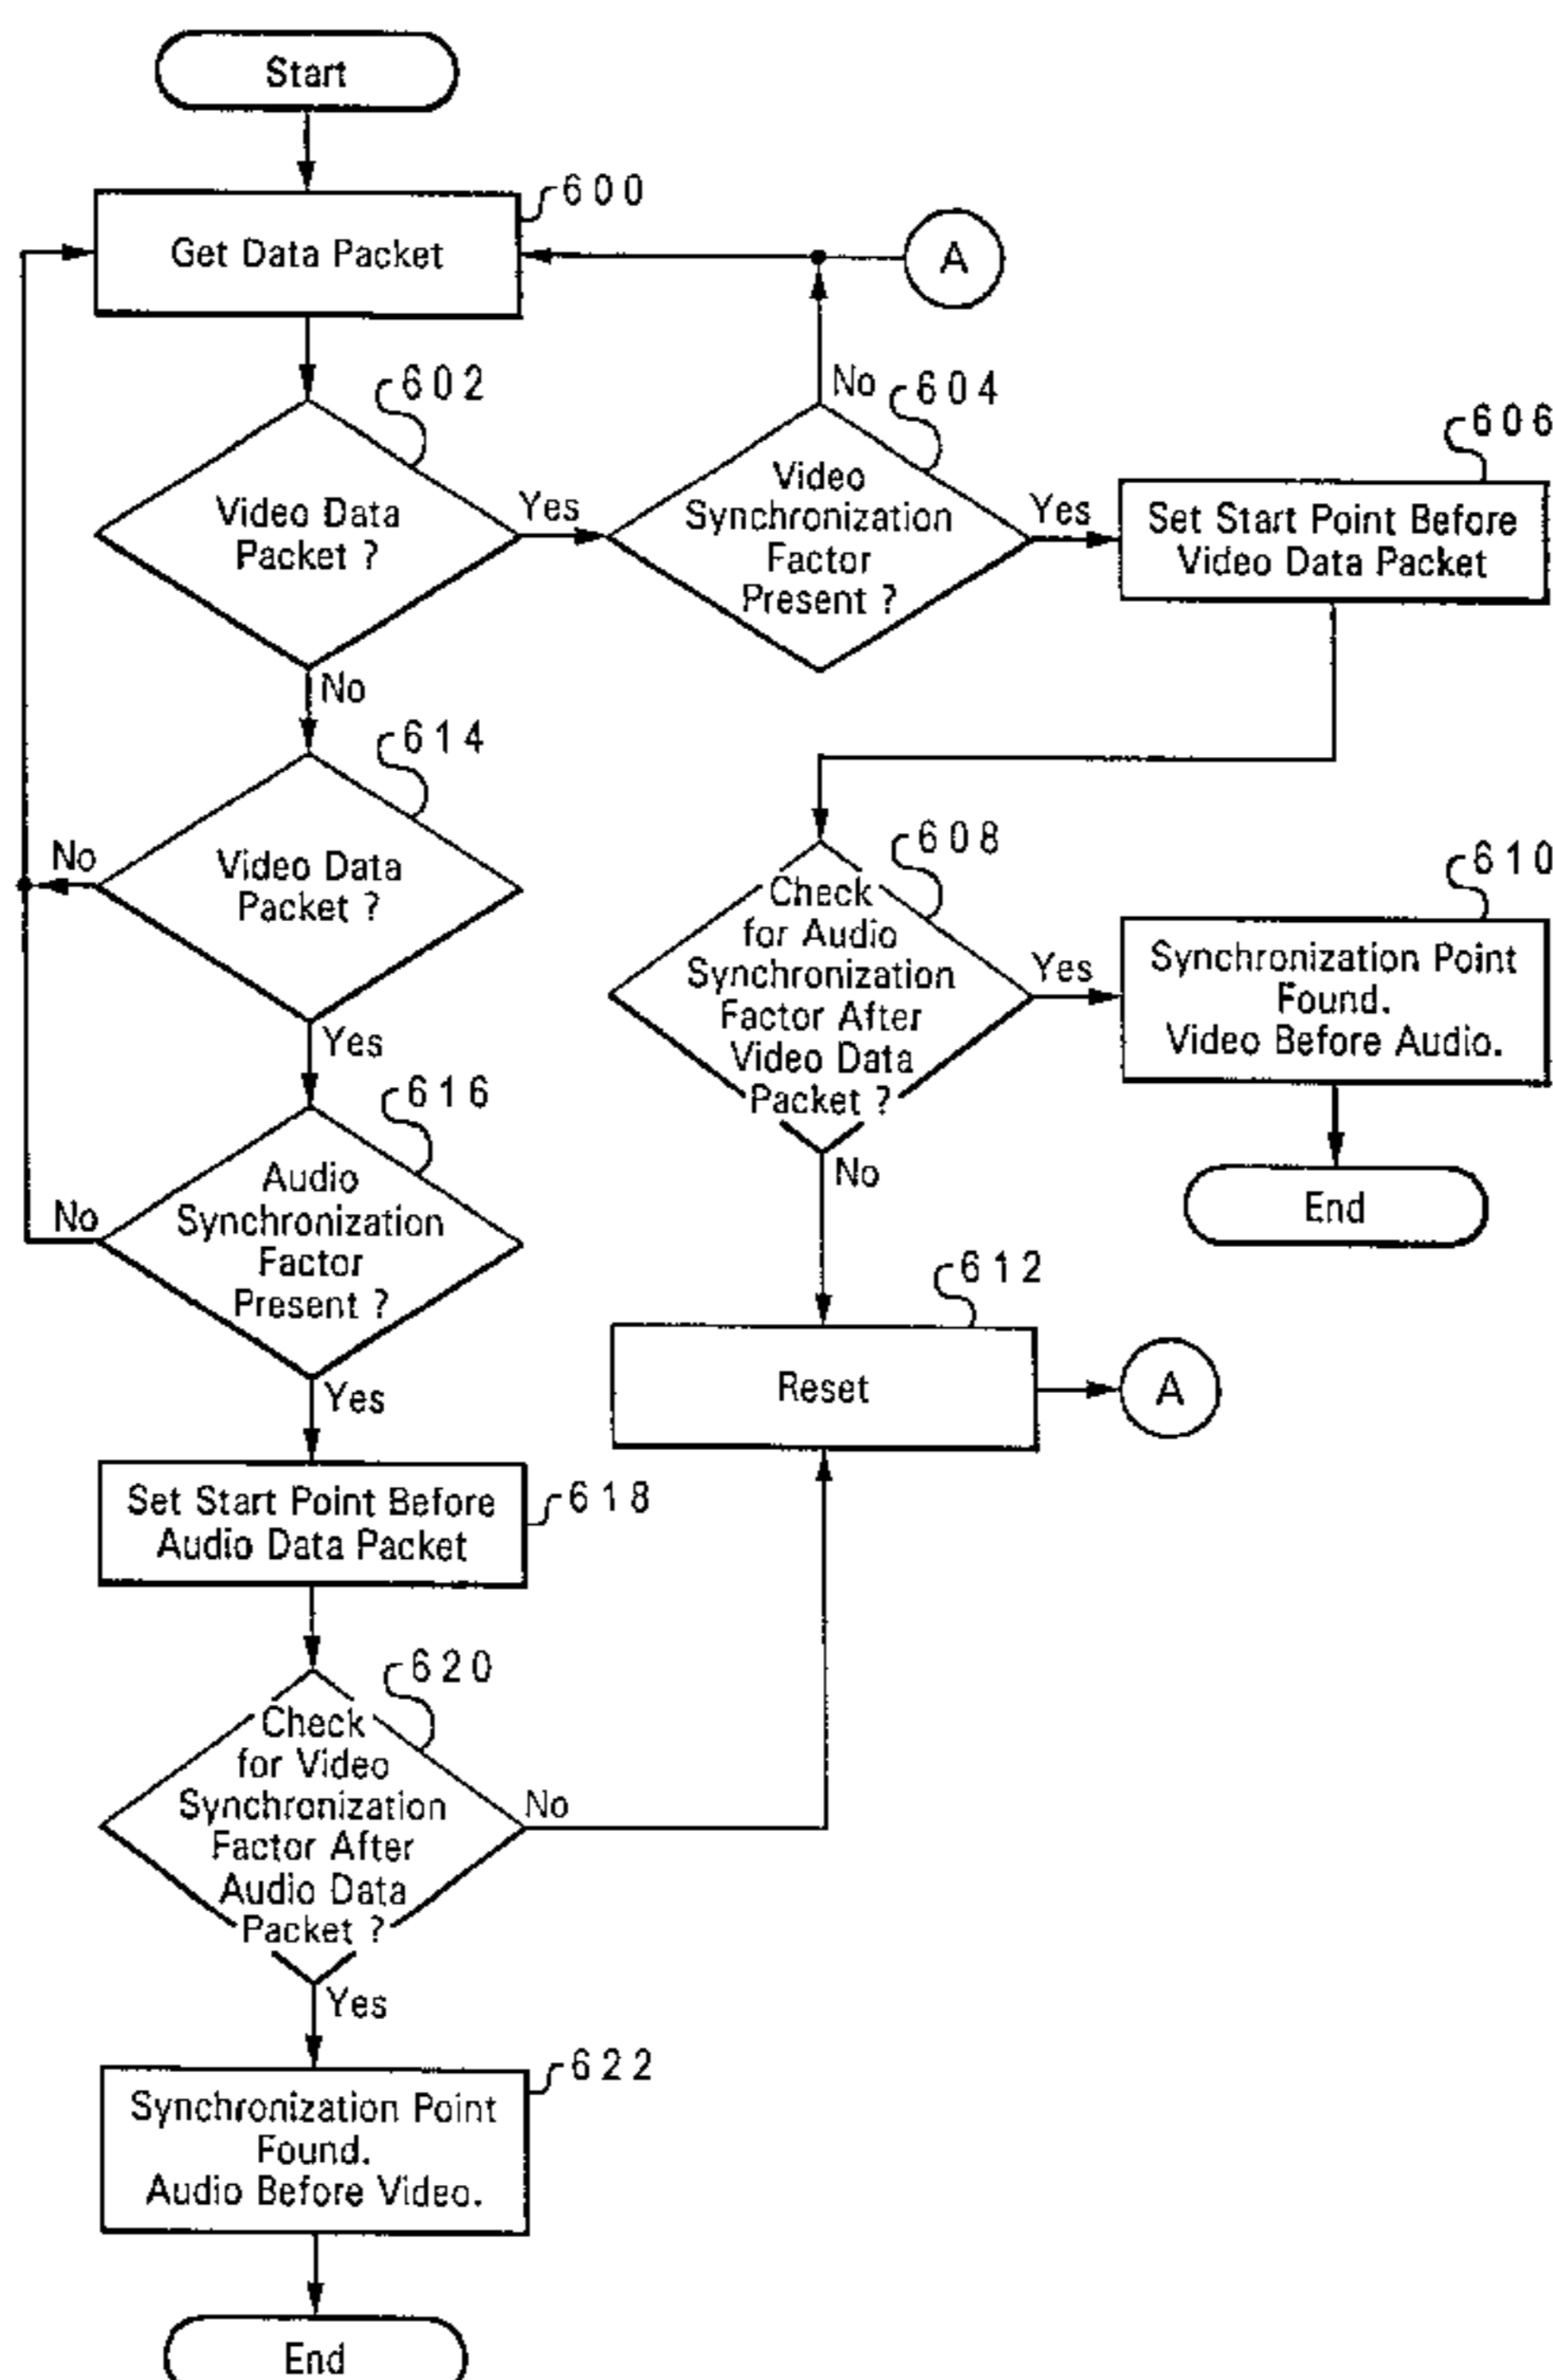 Start
600
Get Data Packet
A
602
Video Data
Packet ?
Yes
No
604
Video
Synchronization
Factor
Present ?
No
Yes
606
Set Start Point Before
Video Data Packet
614
Video Data
Packet ?
No
Yes
608
Check
for Audio
Synchronization
Factor After
Video Data
Packet ?
Yes
No
610
Synchronization Point
Found.
Video Before Audio.
End
616
Audio
Synchronization
Factor
Present ?
No
Yes
612
Reset
A
618
Set Start Point Before
Audio Data Packet
620
Check
for Video
Synchronization
Factor After
Audio Data
Packet ?
No
Yes
622
Synchronization Point
Found.
Audio Before Video.
End